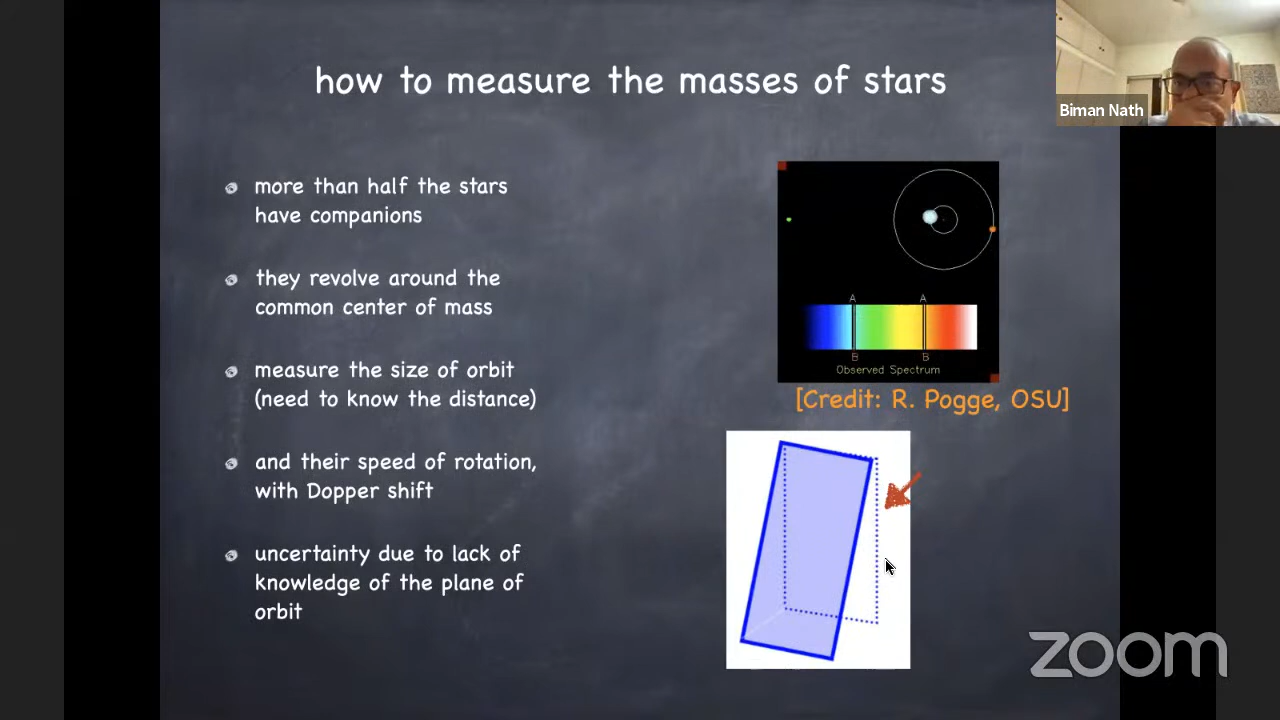 how to measure the masses of stars
Biman Nath
more than half the stars
have companions
they revolve around the
common center of mass
measure the size of orbit
(need to know the distance)
and their speed of rotation,
with Dopper shift
uncertainty due to lack of
knowledge of the plane of
orbit
A A
B B
Observed Spectrum
[Credit: R. Pogge, OSU]
zoom